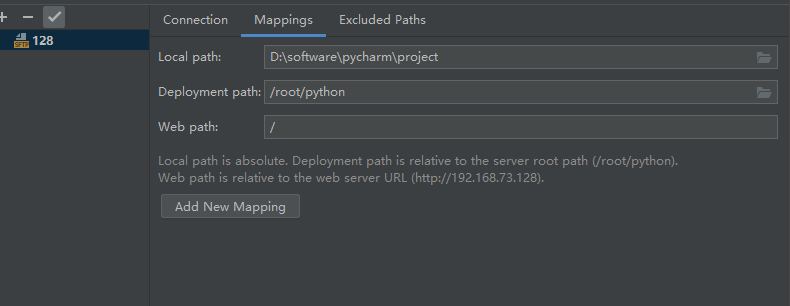 Connection Mappings Excluded Paths
SFTP 128
Local path: D:\software\pycharm\project
Deployment path: /root/python
Web path: /
Local path is absolute. Deployment path is relative to the server root path (/root/python).
Web path is relative to the web server URL (http://192.168.73.128).
Add New Mapping